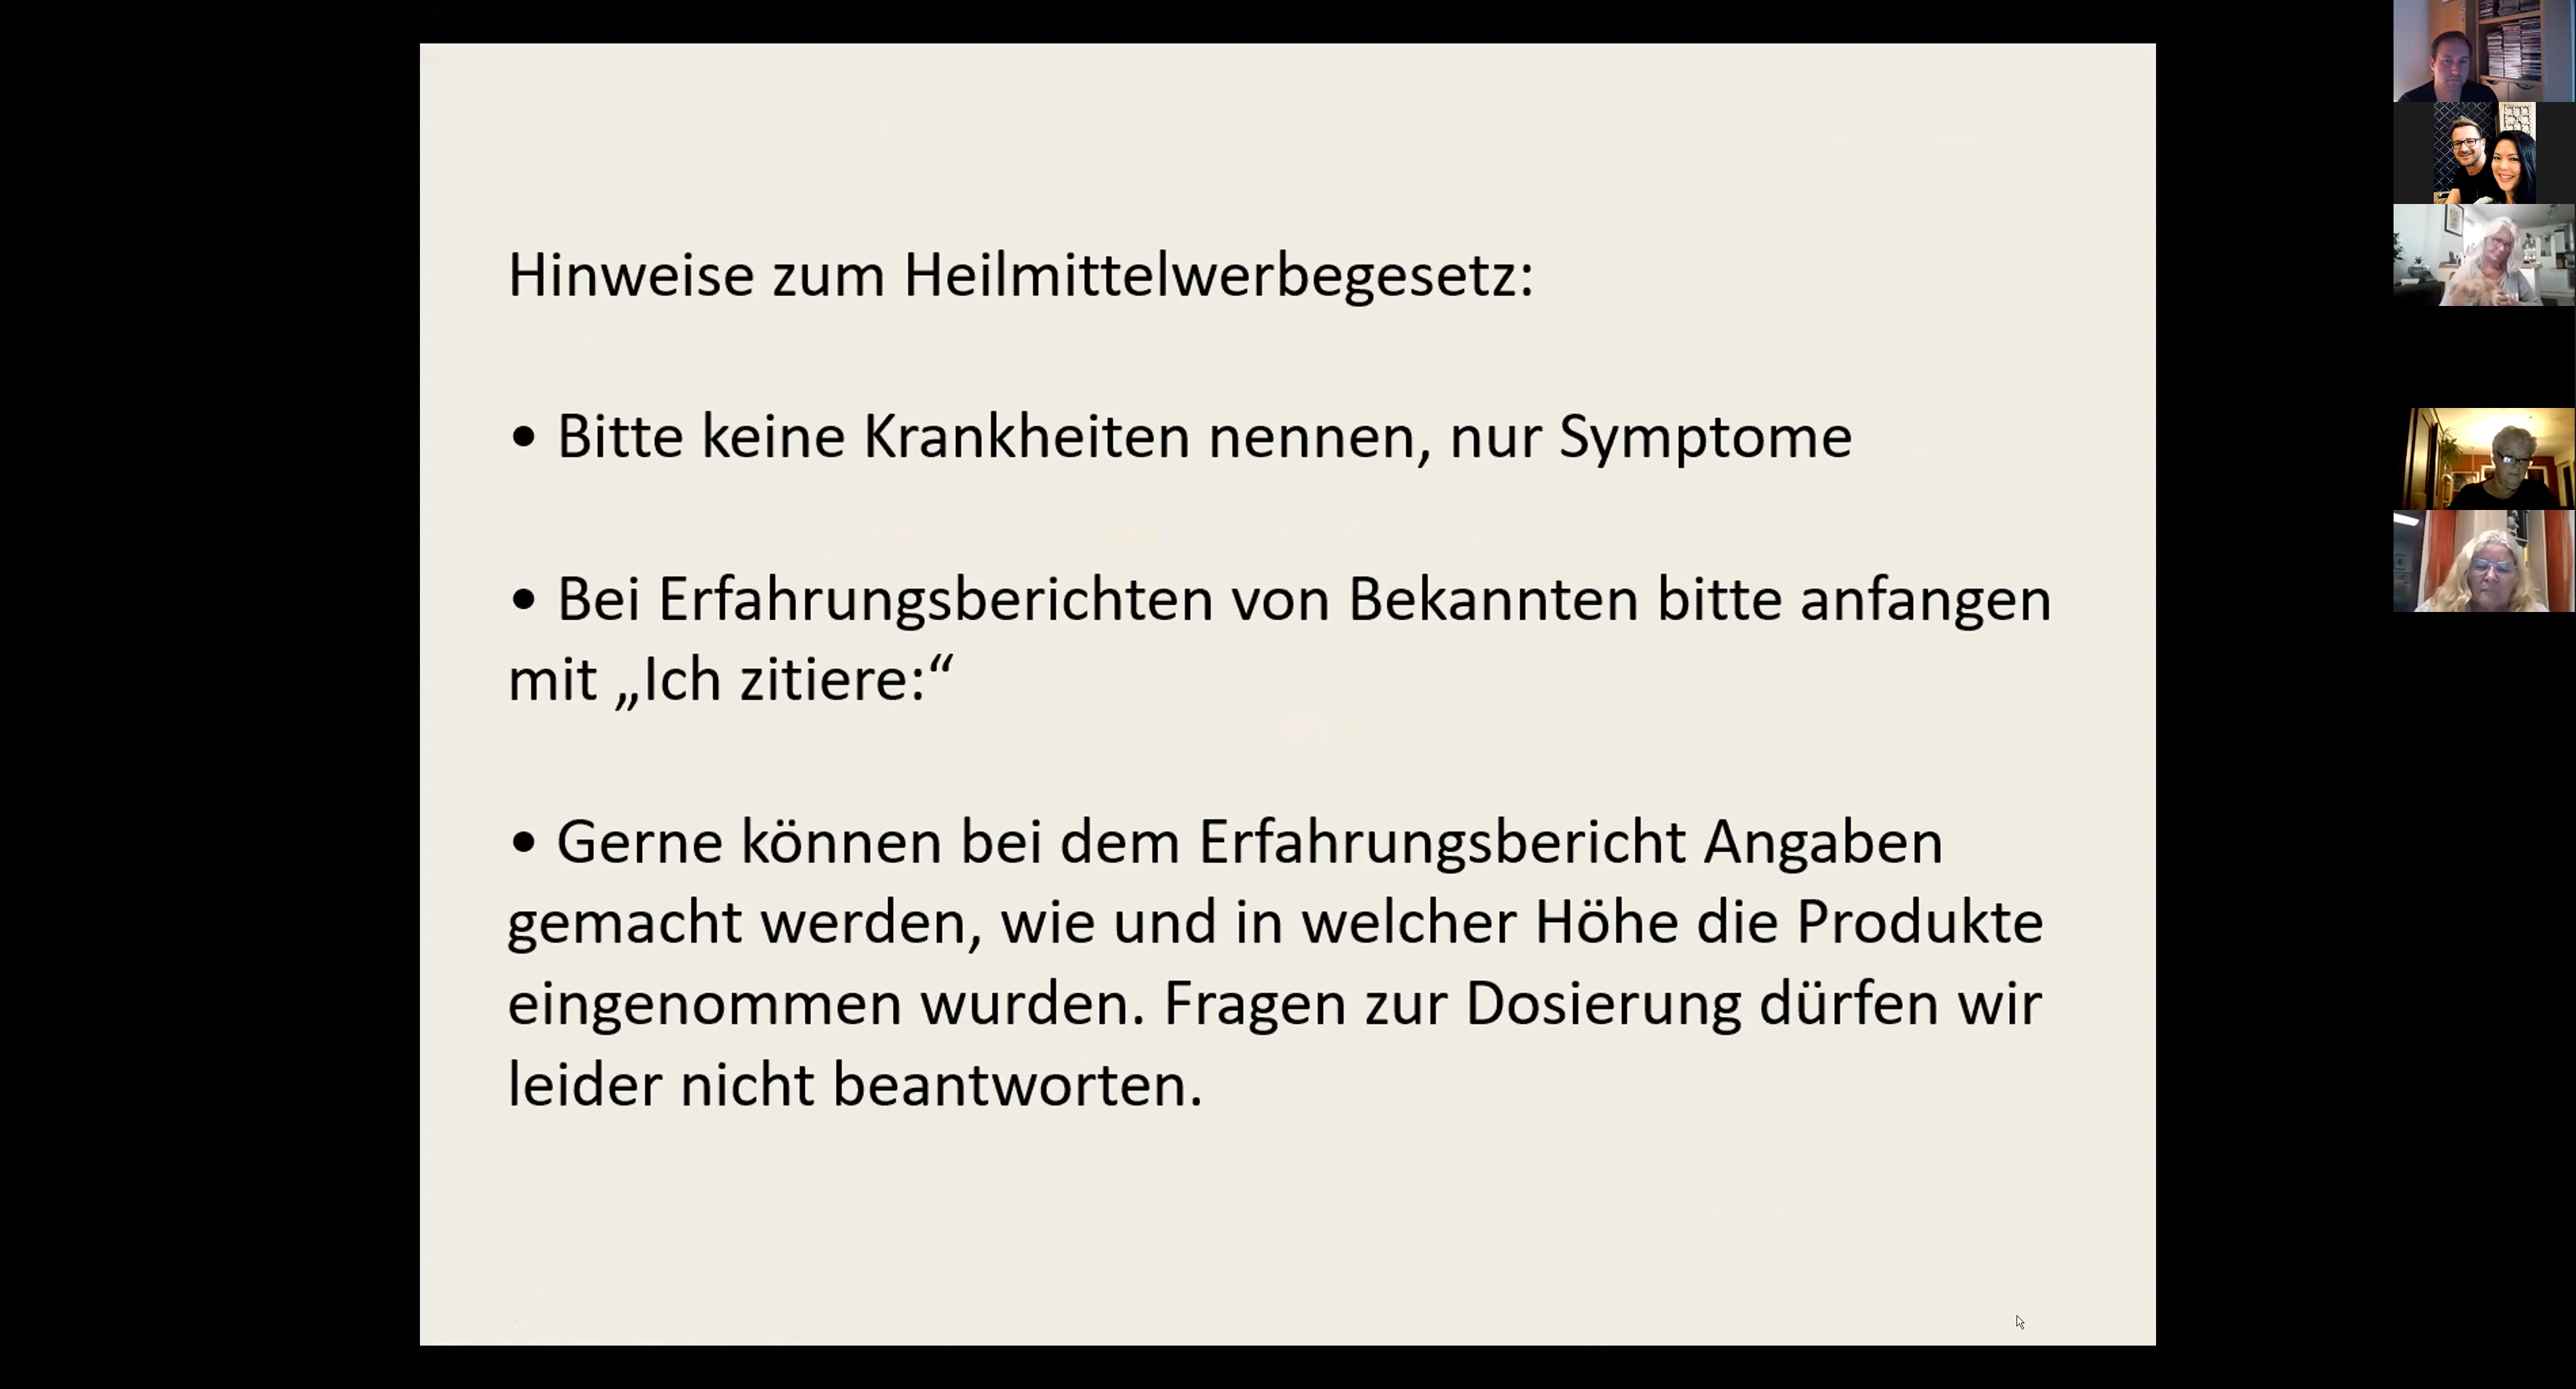 Hinweise zum Heilmittelwerbegesetz:
• Bitte keine Krankheiten nennen, nur Symptome
• Bei Erfahrungsberichten von Bekannten bitte anfangen
mit „Ich zitiere:“
• Gerne können bei dem Erfahrungsbericht Angaben
gemacht werden, wie und in welcher Höhe die Produkte
eingenommen wurden. Fragen zur Dosierung dürfen wir
leider nicht beantworten.